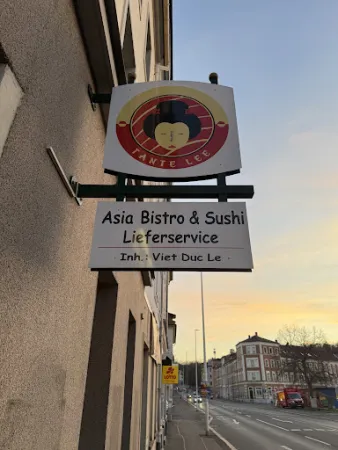 TANTE LEE
Asia Bistro & Sushi
Lieferservice
Inh.: Viet Duc Le